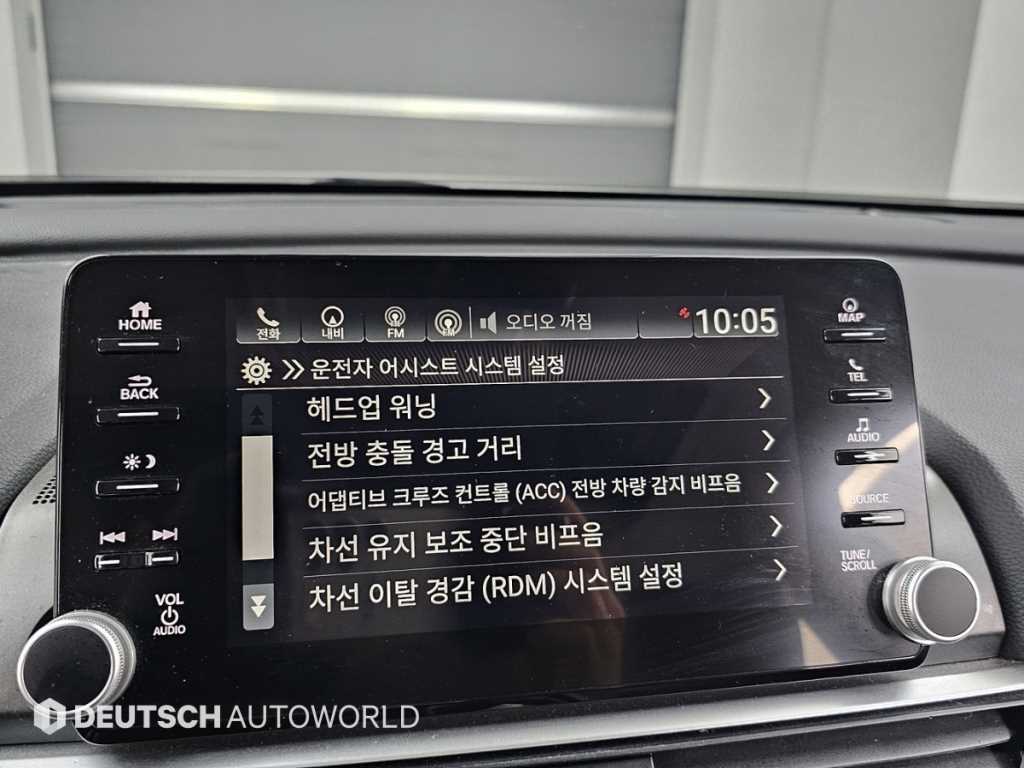 HOME
BACK
VOL
AUDIO
전화
내비
FM
오디오 꺼짐
10:05
운전자 어시스트 시스템 설정
헤드업 워닝
전방 충돌 경고 거리
어댑티브 크루즈 컨트롤 (ACC) 전방 차량 감지 비프음
차선 유지 보조 중단 비프음
차선 이탈 경감 (RDM) 시스템 설정
MAP
TEL
AUDIO
SOURCE
TUNE/
SCROLL
DEUTSCH AUTOWORLD